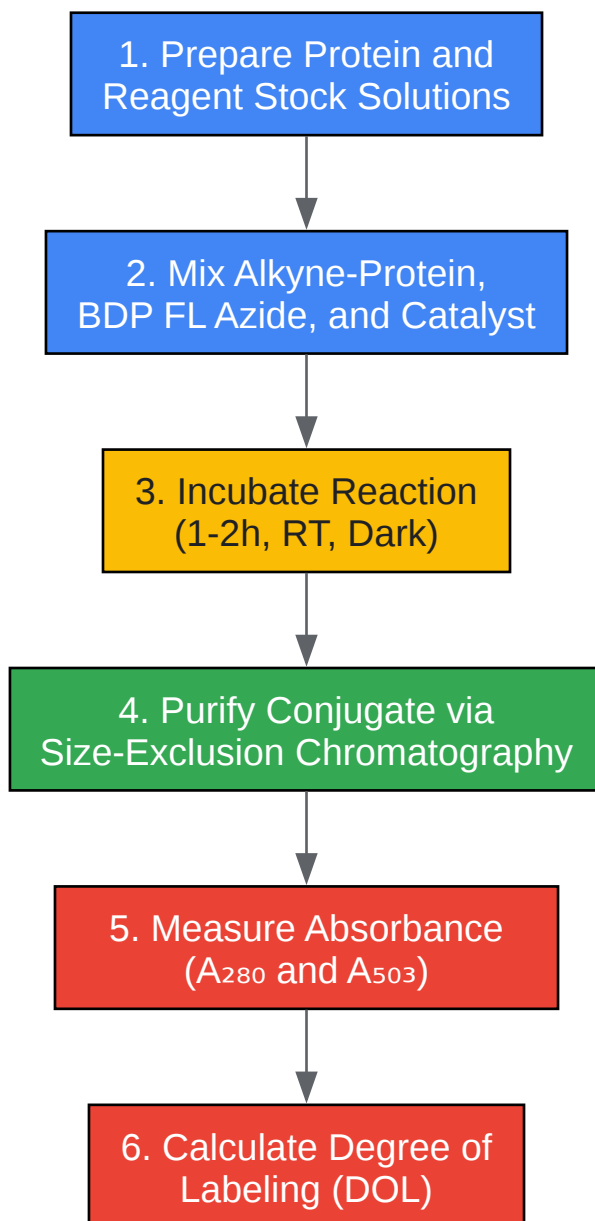 1. Prepare Protein and
Reagent Stock Solutions
2. Mix Alkyne-Protein,
BDP FL Azide, and Catalyst
3. Incubate Reaction
(1-2h, RT, Dark)
4. Purify Conjugate via
Size-Exclusion Chromatography
5. Measure Absorbance
(A₂₈₀ and A₅₀₃)
6. Calculate Degree of
Labeling (DOL)